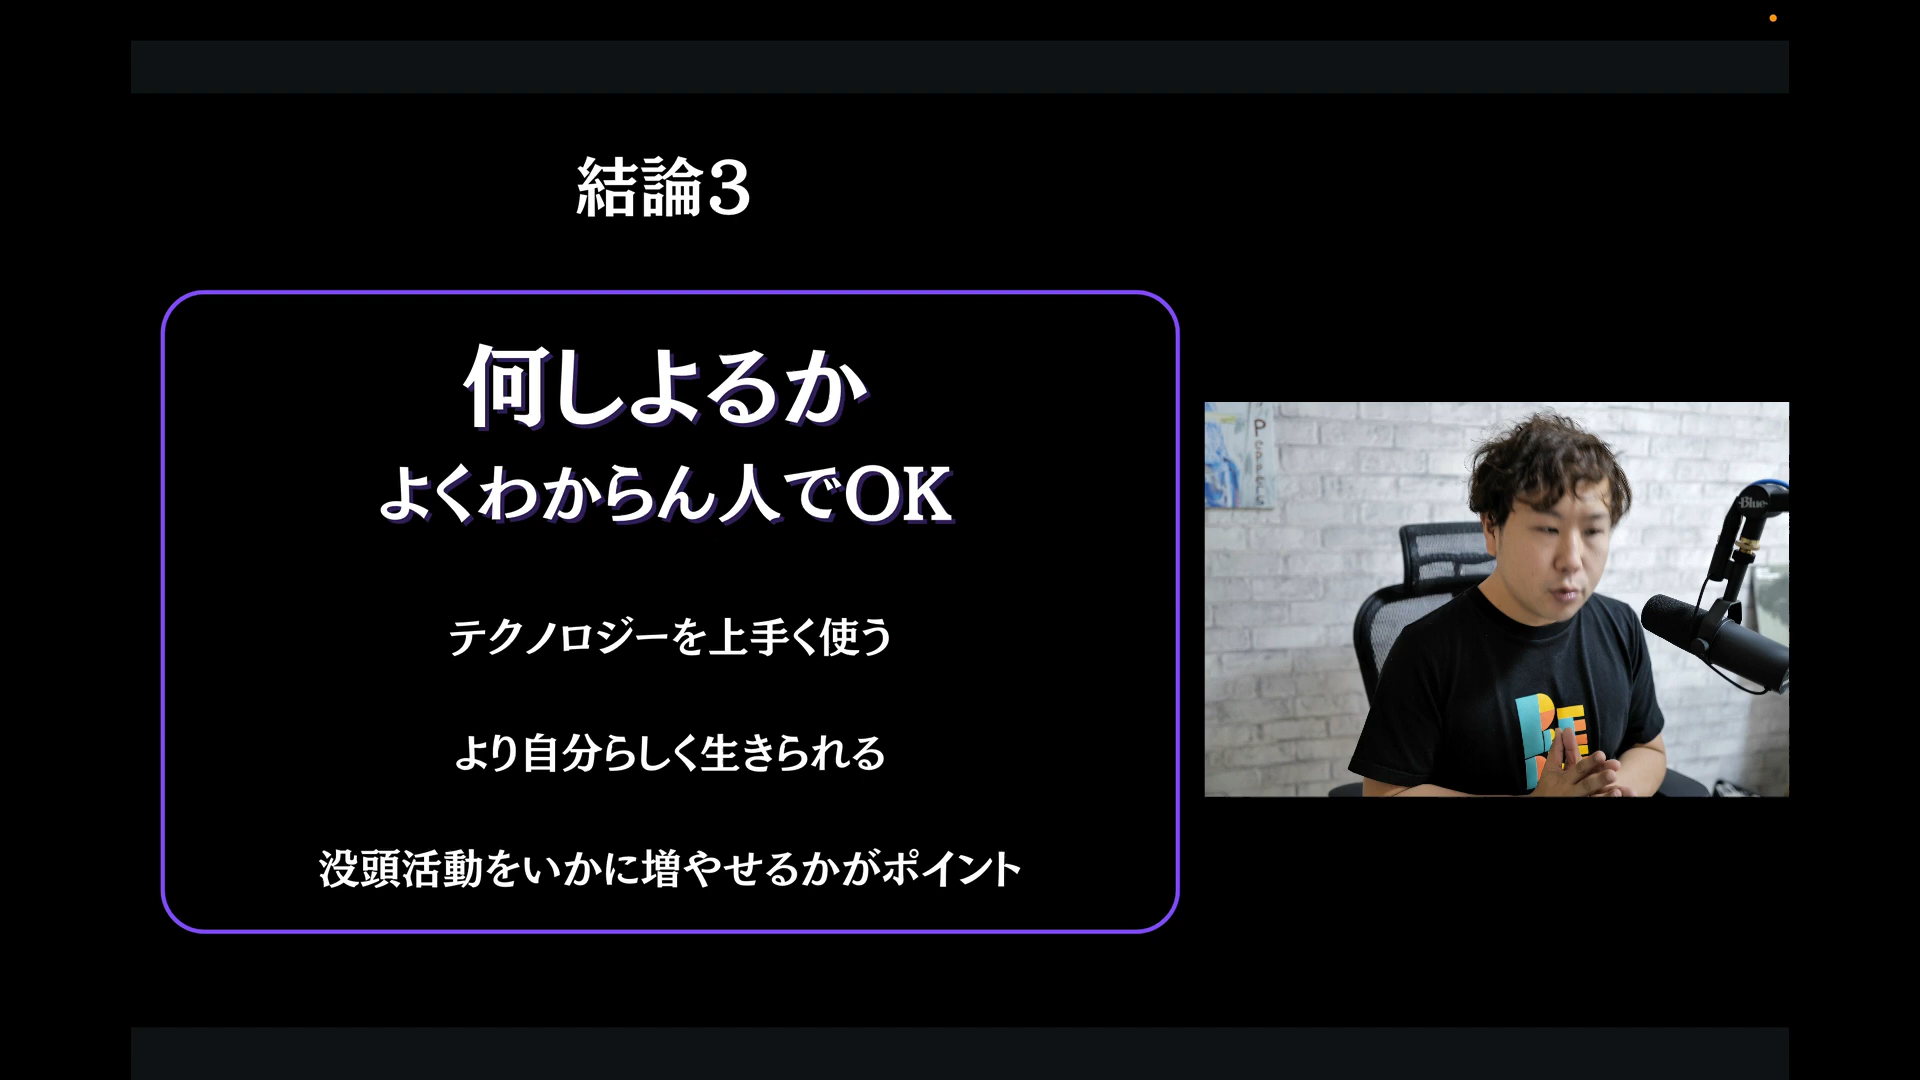 結論3
何しよるか
よくわからん人でOK
テクノロジーを上手く使う
より自分らしく生きられる
没頭活動をいかに増やせるかがポイント
Blue